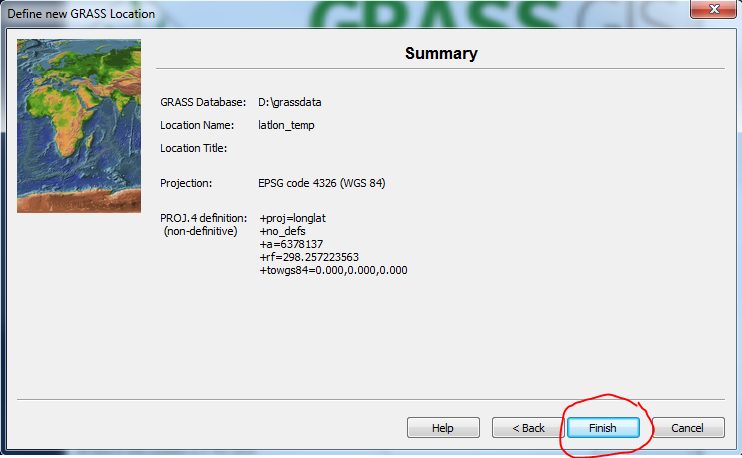 Define new GRASS Location
GRASS GIS
Summary
GRASS Database: D:\grassdata
Location Name: latlon_temp
Location Title:
Projection: EPSG code 4326 (WGS 84)
PROJ.4 definition: +proj=longlat
(non-definitive) +no_defs
+a=6378137
+rf=298.257223563
+towgs84=0.000,0.000,0.000
Help < Back Finish Cancel